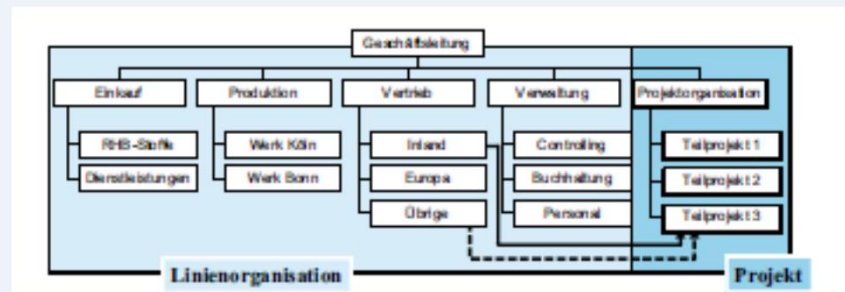 Geschäftsleitung
Einkauf
Produktion
Vertrieb
Verwaltung
Projektorganisation
RHB-Stoffe
Werk Köln
Inland
Controlling
Teilprojekt 1
Dienstleistungen
Werk Bonn
Europa
Buchhaltung
Teilprojekt 2
Übrige
Personal
Teilprojekt 3
Linienorganisation
Projekt